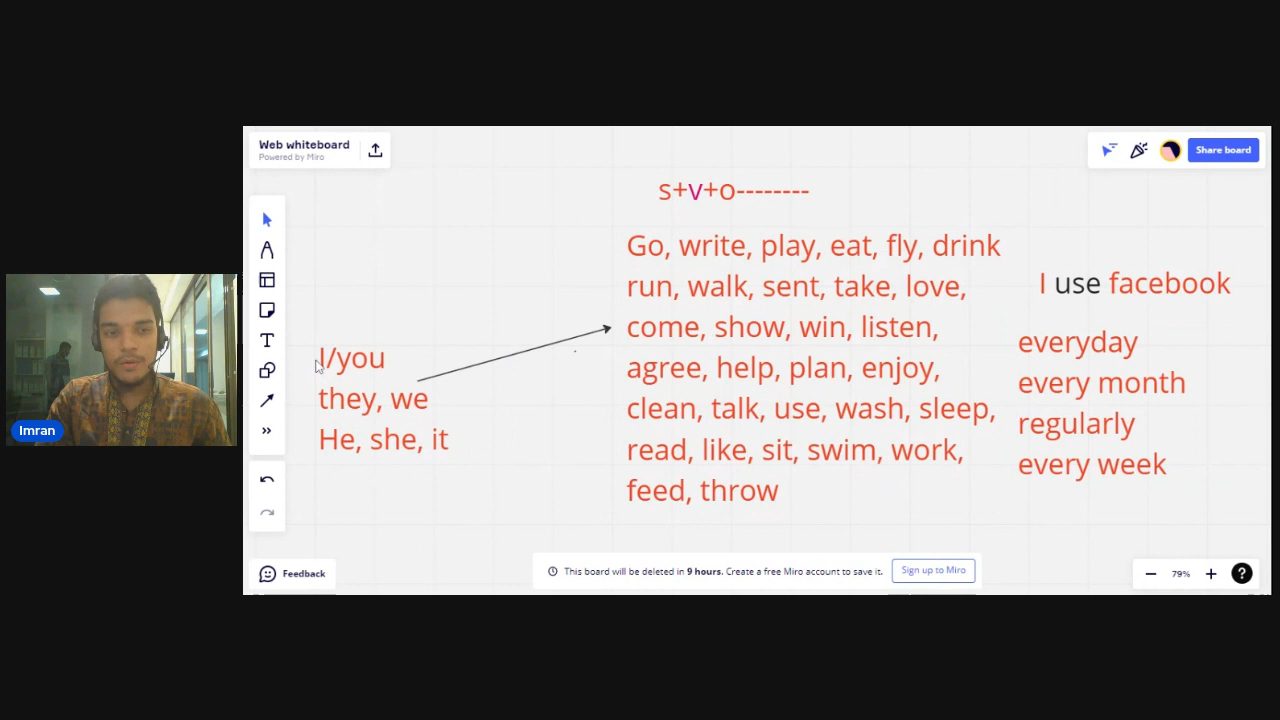 Web whiteboard
Powered by Miro
Share board
s+v+o--------
Go, write, play, eat, fly, drink
run, walk, sent, take, love,
come, show, win, listen,
agree, help, plan, enjoy,
clean, talk, use, wash, sleep,
read, like, sit, swim, work,
feed, throw
I use facebook
everyday
every month
regularly
every week
I/you
they, we
He, she, it
Imran
Feedback
This board will be deleted in 9 hours. Create a free Miro account to save it.
Sign up to Miro
79%
?